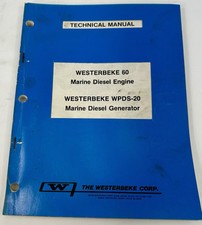 TECHNICAL MANUAL
WESTERBEKE 60
Marine Diesel Engine
WESTERBEKE WPDS-20
Marine Diesel Generator
W
THE WESTERBEKE CORP.